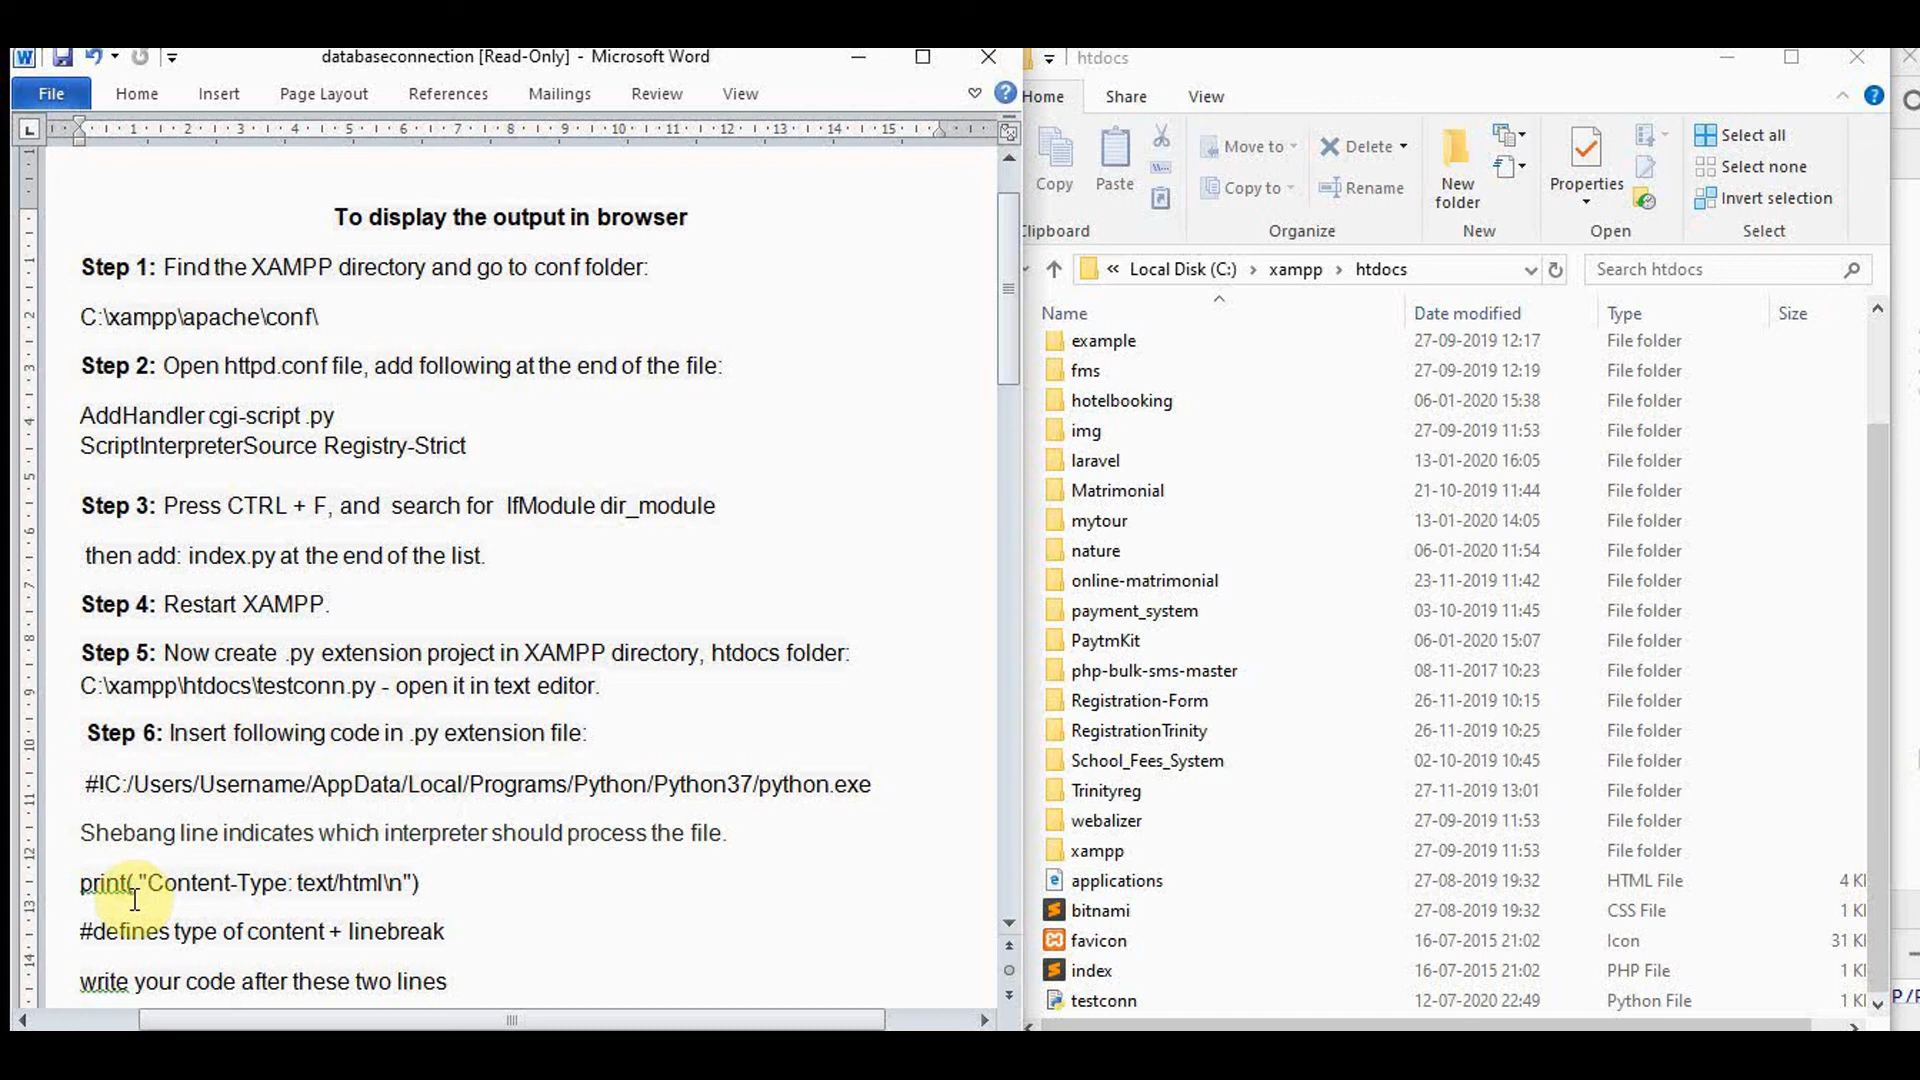 databaseconnection [Read-Only] - Microsoft Word
File Home Insert Page Layout References Mailings Review View
1 2 3 4 5 6 7 8 9 10 11 12 13 14 15
To display the output in browser
Step 1: Find the XAMPP directory and go to conf folder:
C:\xampp\apache\conf\
Step 2: Open httpd.conf file, add following at the end of the file:
AddHandler cgi-script .py
ScriptInterpreterSource Registry-Strict
Step 3: Press CTRL + F, and search for IfModule dir_module
then add: index.py at the end of the list.
Step 4: Restart XAMPP.
Step 5: Now create .py extension project in XAMPP directory, htdocs folder:
C:\xampp\htdocs\testconn.py - open it in text editor.
Step 6: Insert following code in .py extension file:
#!C:/Users/Username/AppData/Local/Programs/Python/Python37/python.exe
Shebang line indicates which interpreter should process the file.
print( "Content-Type: text/html\n")
#defines type of content + linebreak
write your code after these two lines
htdocs
Home Share View
Copy
Paste
Move to
Copy to
Delete
Rename
New folder
Properties
Select all
Select none
Invert selection
Clipboard Organize New Open Select
« Local Disk (C:) › xampp › htdocs
Search htdocs
Name Date modified Type Size
example 27-09-2019 12:17 File folder
fms 27-09-2019 12:19 File folder
hotelbooking 06-01-2020 15:38 File folder
img 27-09-2019 11:53 File folder
laravel 13-01-2020 16:05 File folder
Matrimonial 21-10-2019 11:44 File folder
mytour 13-01-2020 14:05 File folder
nature 06-01-2020 11:54 File folder
online-matrimonial 23-11-2019 11:42 File folder
payment_system 03-10-2019 11:45 File folder
PaytmKit 06-01-2020 15:07 File folder
php-bulk-sms-master 08-11-2017 10:23 File folder
Registration-Form 26-11-2019 10:15 File folder
RegistrationTrinity 26-11-2019 10:25 File folder
School_Fees_System 02-10-2019 10:45 File folder
Trinityreg 27-11-2019 13:01 File folder
webalizer 27-09-2019 11:53 File folder
xampp 27-09-2019 11:53 File folder
applications 27-08-2019 19:32 HTML File 4 K
bitnami 27-08-2019 19:32 CSS File 1 K
favicon 16-07-2015 21:02 Icon 31 K
index 16-07-2015 21:02 PHP File 1 K
testconn 12-07-2020 22:49 Python File 1 K